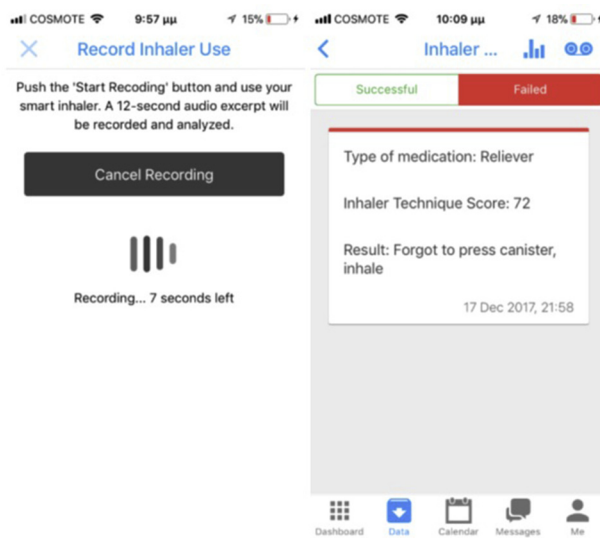 COSMOTE 9:57 μμ 15%
Record Inhaler Use
Push the 'Start Recoding' button and use your
smart inhaler. A 12-second audio excerpt will
be recorded and analyzed.
Cancel Recording
Recording... 7 seconds left
COSMOTE 10:09 μμ 18%
Inhaler ...
Successful Failed
Type of medication: Reliever
Inhaler Technique Score: 72
Result: Forgot to press canister,
inhale
17 Dec 2017, 21:58
Dashboard Data Calendar Messages Me